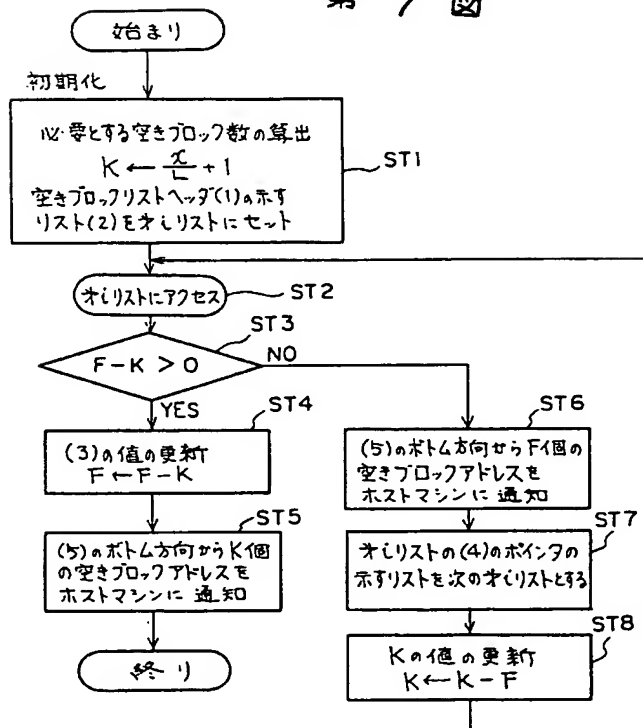 第7図
始まり
初期化
必要とする空きブロック数の算出
K ← x/L + 1
空きブロックリストヘッダ(1)の示す
リスト(2)を才iリストにセット
ST1
才iリストにアクセス
ST2
ST3
F-K > 0
NO
YES
ST4
(3)の値の更新
F ← F-K
ST5
(5)のボトム方向からK個
の空きブロックアドレスを
ホストマシンに通知
終り
ST6
(5)のボトム方向からF個の
空きブロックアドレスを
ホストマシンに通知
ST7
才iリストの(4)のポインタの
示すリストを次の才iリストとする
ST8
Kの値の更新
K ← K-F